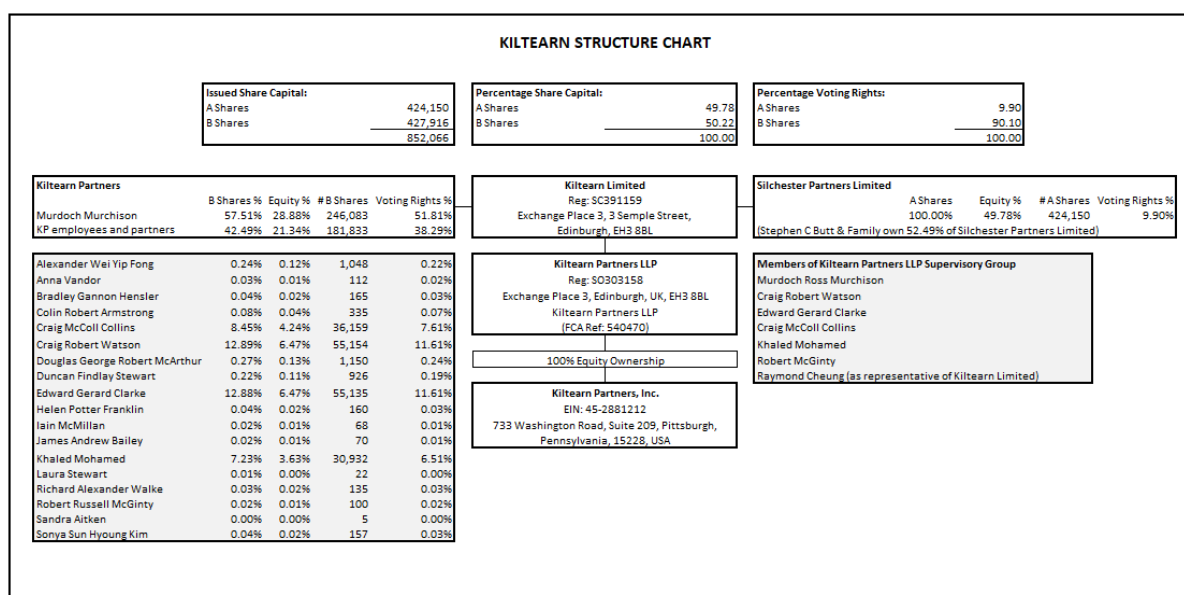 KILTEARN STRUCTURE CHART
Issued Share Capital:
A Shares 424,150
B Shares 427,916
852,066
Percentage Share Capital:
A Shares 49.78
B Shares 50.22
100.00
Percentage Voting Rights:
A Shares 9.90
B Shares 90.10
100.00
Kiltearn Partners
B Shares % Equity % # B Shares Voting Rights %
Murdoch Murchison 57.51% 28.88% 246,083 51.81%
KP employees and partners 42.49% 21.34% 181,833 38.29%
Kiltearn Limited
Reg: SC391159
Exchange Place 3, 3 Semple Street,
Edinburgh, EH3 8BL
Silchester Partners Limited
A Shares Equity % # A Shares Voting Rights %
100.00% 49.78% 424,150 9.90%
(Stephen C Butt & Family own 52.49% of Silchester Partners Limited)
Alexander Wei Yip Fong 0.24% 0.12% 1,048 0.22%
Anna Vandor 0.03% 0.01% 112 0.02%
Bradley Gannon Hensler 0.04% 0.02% 165 0.03%
Colin Robert Armstrong 0.08% 0.04% 335 0.07%
Craig McColl Collins 8.45% 4.24% 36,159 7.61%
Craig Robert Watson 12.89% 6.47% 55,154 11.61%
Douglas George Robert McArthur 0.27% 0.13% 1,150 0.24%
Duncan Findlay Stewart 0.22% 0.11% 926 0.19%
Edward Gerard Clarke 12.88% 6.47% 55,135 11.61%
Helen Potter Franklin 0.04% 0.02% 160 0.03%
Iain McMillan 0.02% 0.01% 68 0.01%
James Andrew Bailey 0.02% 0.01% 70 0.01%
Khaled Mohamed 7.23% 3.63% 30,932 6.51%
Laura Stewart 0.01% 0.00% 22 0.00%
Richard Alexander Walke 0.03% 0.02% 135 0.03%
Robert Russell McGinty 0.02% 0.01% 100 0.02%
Sandra Aitken 0.00% 0.00% 5 0.00%
Sonya Sun Hyoung Kim 0.04% 0.02% 157 0.03%
Kiltearn Partners LLP
Reg: SO303158
Exchange Place 3, Edinburgh, UK, EH3 8BL
Kiltearn Partners LLP
(FCA Ref: 540470)
100% Equity Ownership
Kiltearn Partners, Inc.
EIN: 45-2881212
733 Washington Road, Suite 209, Pittsburgh,
Pennsylvania, 15228, USA
Members of Kiltearn Partners LLP Supervisory Group
Murdoch Ross Murchison
Craig Robert Watson
Edward Gerard Clarke
Craig McColl Collins
Khaled Mohamed
Robert McGinty
Raymond Cheung (as representative of Kiltearn Limited)